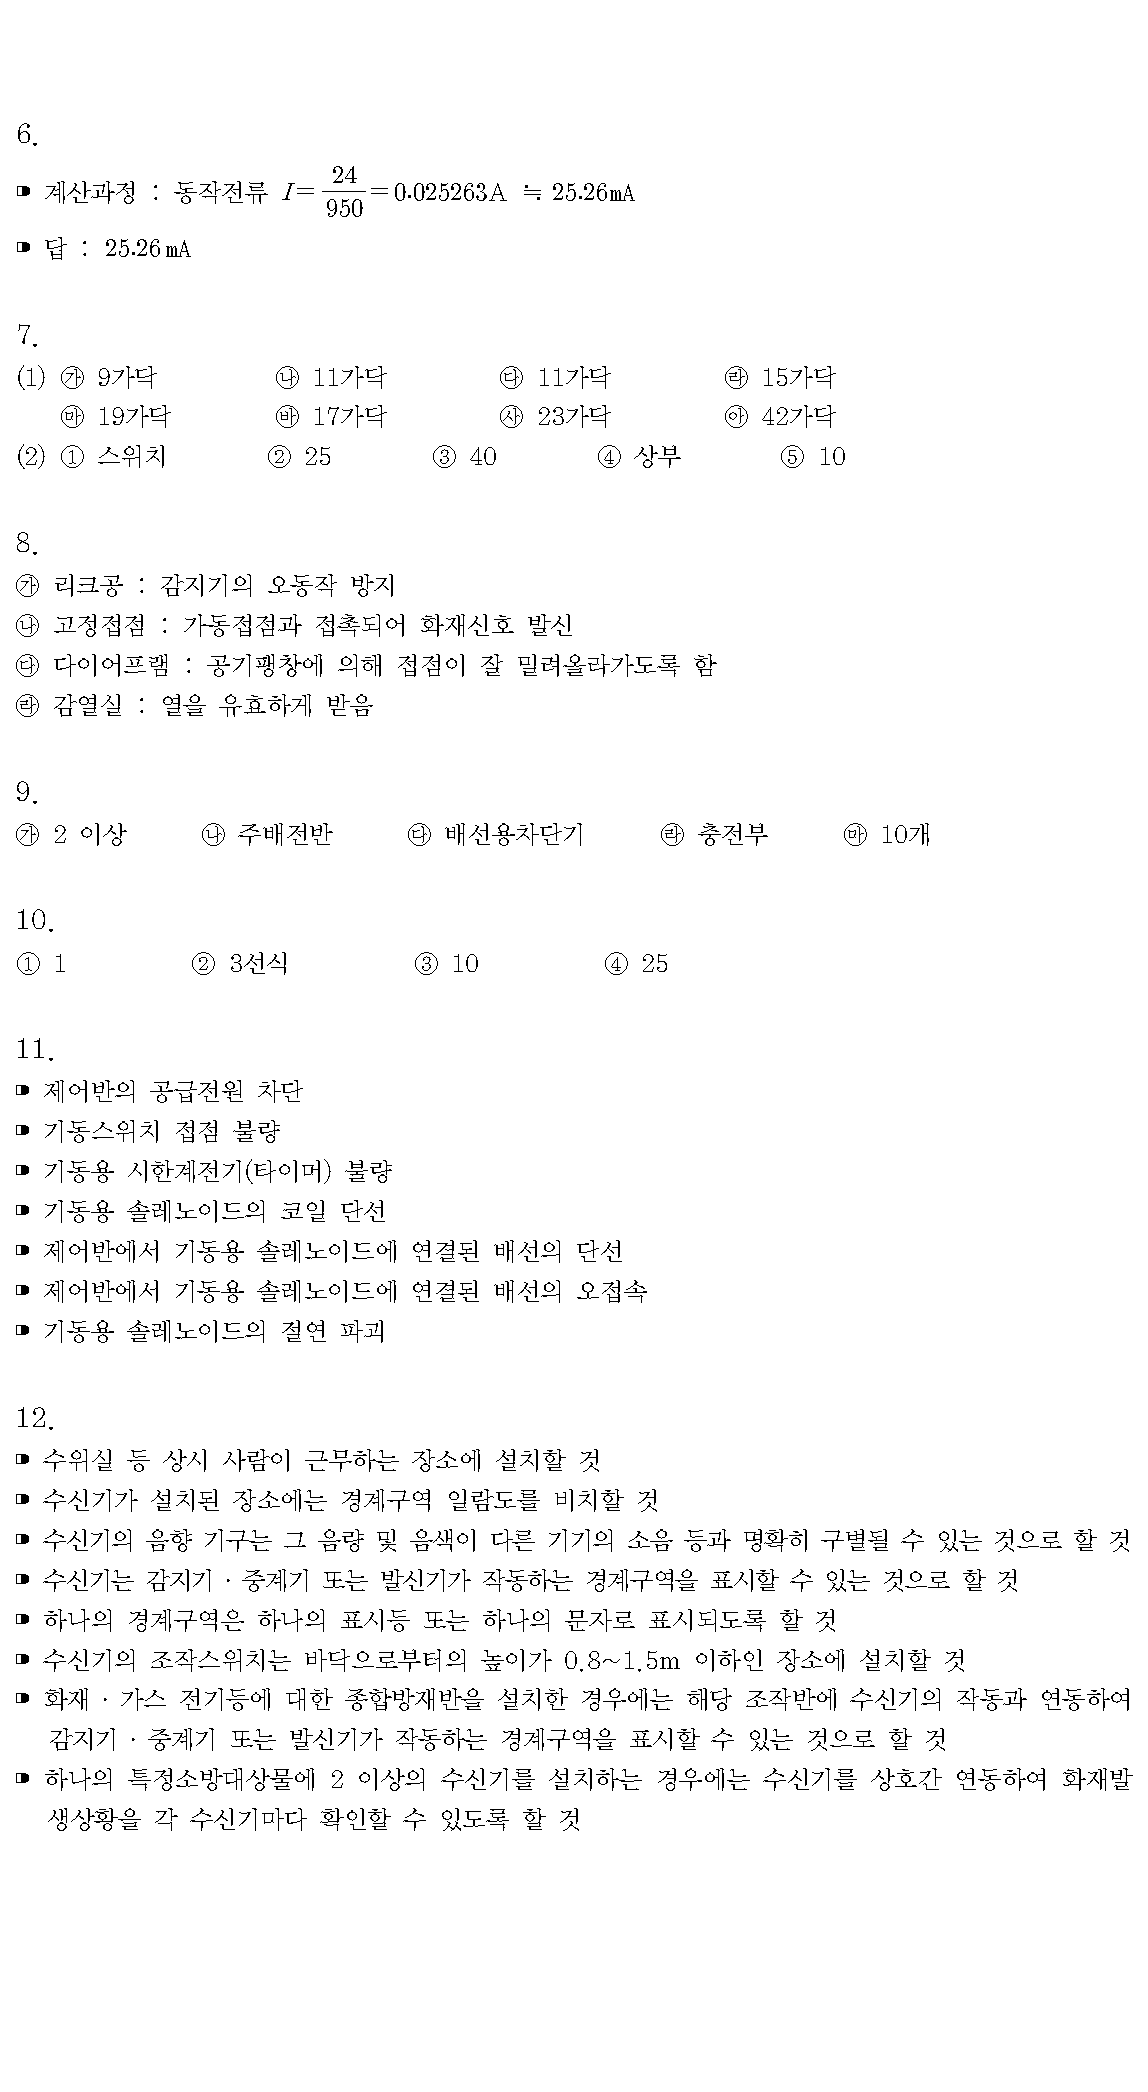 6.
계산과정 : 동작전류 I=24/950=0.025263A ≒ 25.26mA
답 : 25.26mA
7.
(1) ㉮ 9가닥 ㉯ 11가닥 ㉰ 11가닥 ㉱ 15가닥
㉲ 19가닥 ㉳ 17가닥 ㉴ 23가닥 ㉵ 42가닥
(2) ① 스위치 ② 25 ③ 40 ④ 상부 ⑤ 10
8.
㉮ 리크공 : 감지기의 오동작 방지
㉯ 고정접점 : 가동접점과 접촉되어 화재신호 발신
㉰ 다이어프램 : 공기팽창에 의해 접점이 잘 밀려올라가도록 함
㉱ 감열실 : 열을 유효하게 받음
9.
㉮ 2 이상 ㉯ 주배전반 ㉰ 배선용차단기 ㉱ 충전부 ㉲ 10개
10.
① 1 ② 3선식 ③ 10 ④ 25
11.
제어반의 공급전원 차단
기동스위치 접점 불량
기동용 시한계전기(타이머) 불량
기동용 솔레노이드의 코일 단선
제어반에서 기동용 솔레노이드에 연결된 배선의 단선
제어반에서 기동용 솔레노이드에 연결된 배선의 오접속
기동용 솔레노이드의 절연 파괴
12.
수위실 등 상시 사람이 근무하는 장소에 설치할 것
수신기가 설치된 장소에는 경계구역 일람도를 비치할 것
수신기의 음향 기구는 그 음량 및 음색이 다른 기기의 소음 등과 명확히 구별될 수 있는 것으로 할 것
수신기는 감지기ㆍ중계기 또는 발신기가 작동하는 경계구역을 표시할 수 있는 것으로 할 것
하나의 경계구역은 하나의 표시등 또는 하나의 문자로 표시되도록 할 것
수신기의 조작스위치는 바닥으로부터의 높이가 0.8~1.5m 이하인 장소에 설치할 것
화재ㆍ가스 전기등에 대한 종합방재반을 설치한 경우에는 해당 조작반에 수신기의 작동과 연동하여
감지기ㆍ중계기 또는 발신기가 작동하는 경계구역을 표시할 수 있는 것으로 할 것
하나의 특정소방대상물에 2 이상의 수신기를 설치하는 경우에는 수신기를 상호간 연동하여 화재발
생상황을 각 수신기마다 확인할 수 있도록 할 것